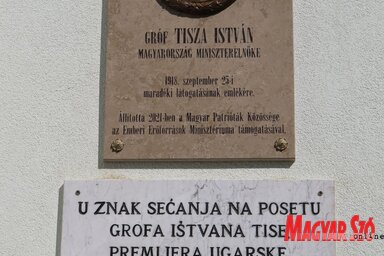 GRÓF TISZA ISTVÁN
MAGYARORSZÁG MINISZTERELNÖKE
1918. szeptember 25-i
maradéki látogatásának emlékére.
Állította 2021-ben a Magyar Patrióták Közössége
az Emberi Erőforrások Minisztériuma támogatásával.
U ZNAK SEĆANJA NA POSETU
GROFA IŠTVANA TISE
PREMIJERA UGARSKE
MAGYAR SZÓ
online